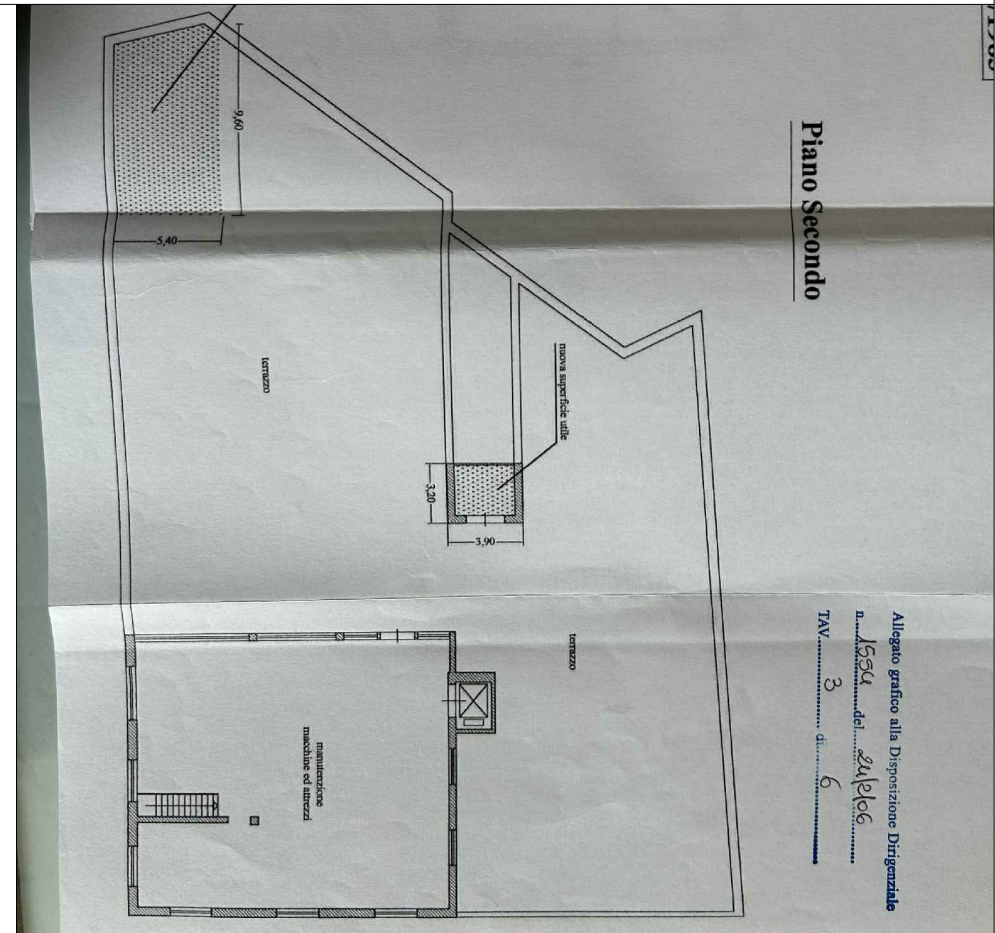 Piano Secondo
Allegato grafico alla Disposizione Dirigenziale
n. 1554 del 24/2/06
TAV. 3 di 6
9,60
5,40
terrazzo
nuova superficie utile
3,20
3,90
terrazzo
manutenzione
macchine ed attrezzi